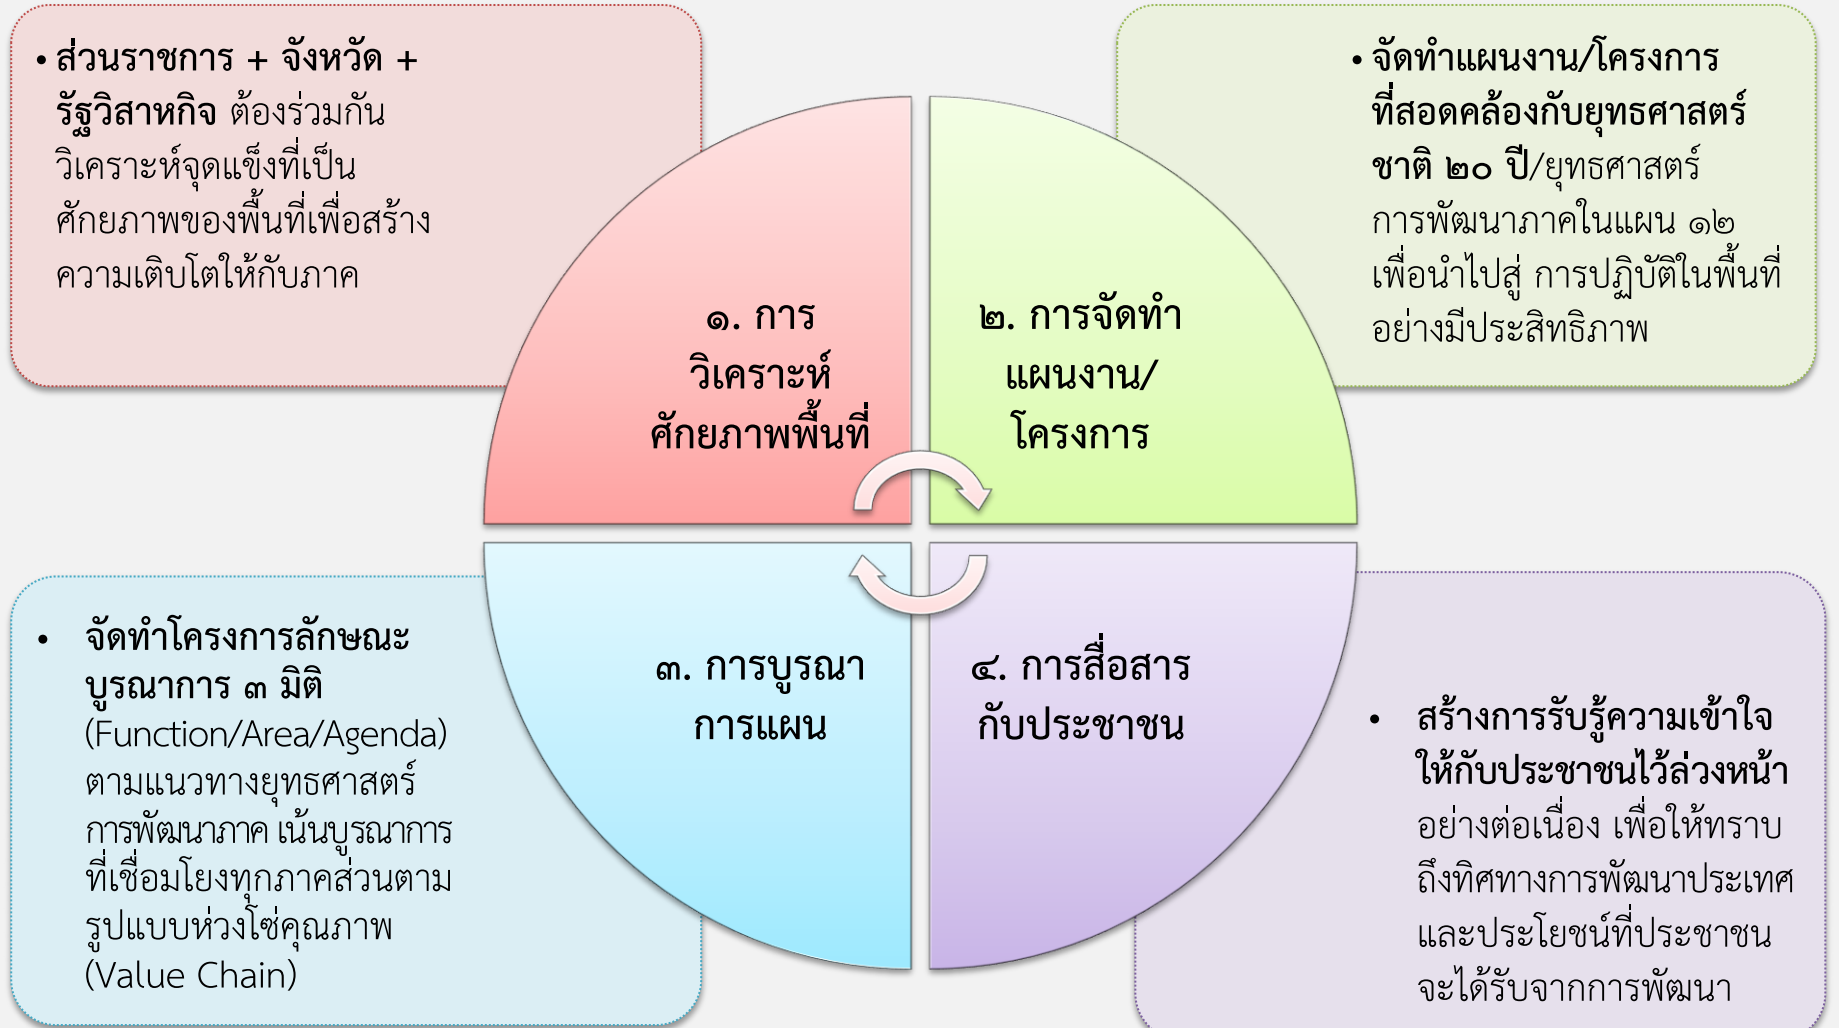 • ส่วนราชการ + จังหวัด +
รัฐวิสาหกิจ ต้องร่วมกัน
วิเคราะห์จุดแข็งที่เป็น
ศักยภาพของพื้นที่เพื่อสร้าง
ความเติบโตให้กับภาค
๑. การ
วิเคราะห์
ศักยภาพพื้นที่
• จัดทำแผนงาน/โครงการ
ที่สอดคล้องกับยุทธศาสตร์
ชาติ ๒๐ ปี/ยุทธศาสตร์
การพัฒนาภาคในแผน ๑๒
เพื่อนำไปสู่ การปฏิบัติในพื้นที่
อย่างมีประสิทธิภาพ
๒. การจัดทำ
แผนงาน/
โครงการ
• จัดทำโครงการลักษณะ
บูรณาการ ๓ มิติ
(Function/Area/Agenda)
ตามแนวทางยุทธศาสตร์
การพัฒนาภาค เน้นบูรณาการ
ที่เชื่อมโยงทุกภาคส่วนตาม
รูปแบบห่วงโซ่คุณภาพ
(Value Chain)
๓. การบูรณา
การแผน
๔. การสื่อสาร
กับประชาชน
• สร้างการรับรู้ความเข้าใจ
ให้กับประชาชนไว้ล่วงหน้า
อย่างต่อเนื่อง เพื่อให้ทราบ
ถึงทิศทางการพัฒนาประเทศ
และประโยชน์ที่ประชาชน
จะได้รับจากการพัฒนา